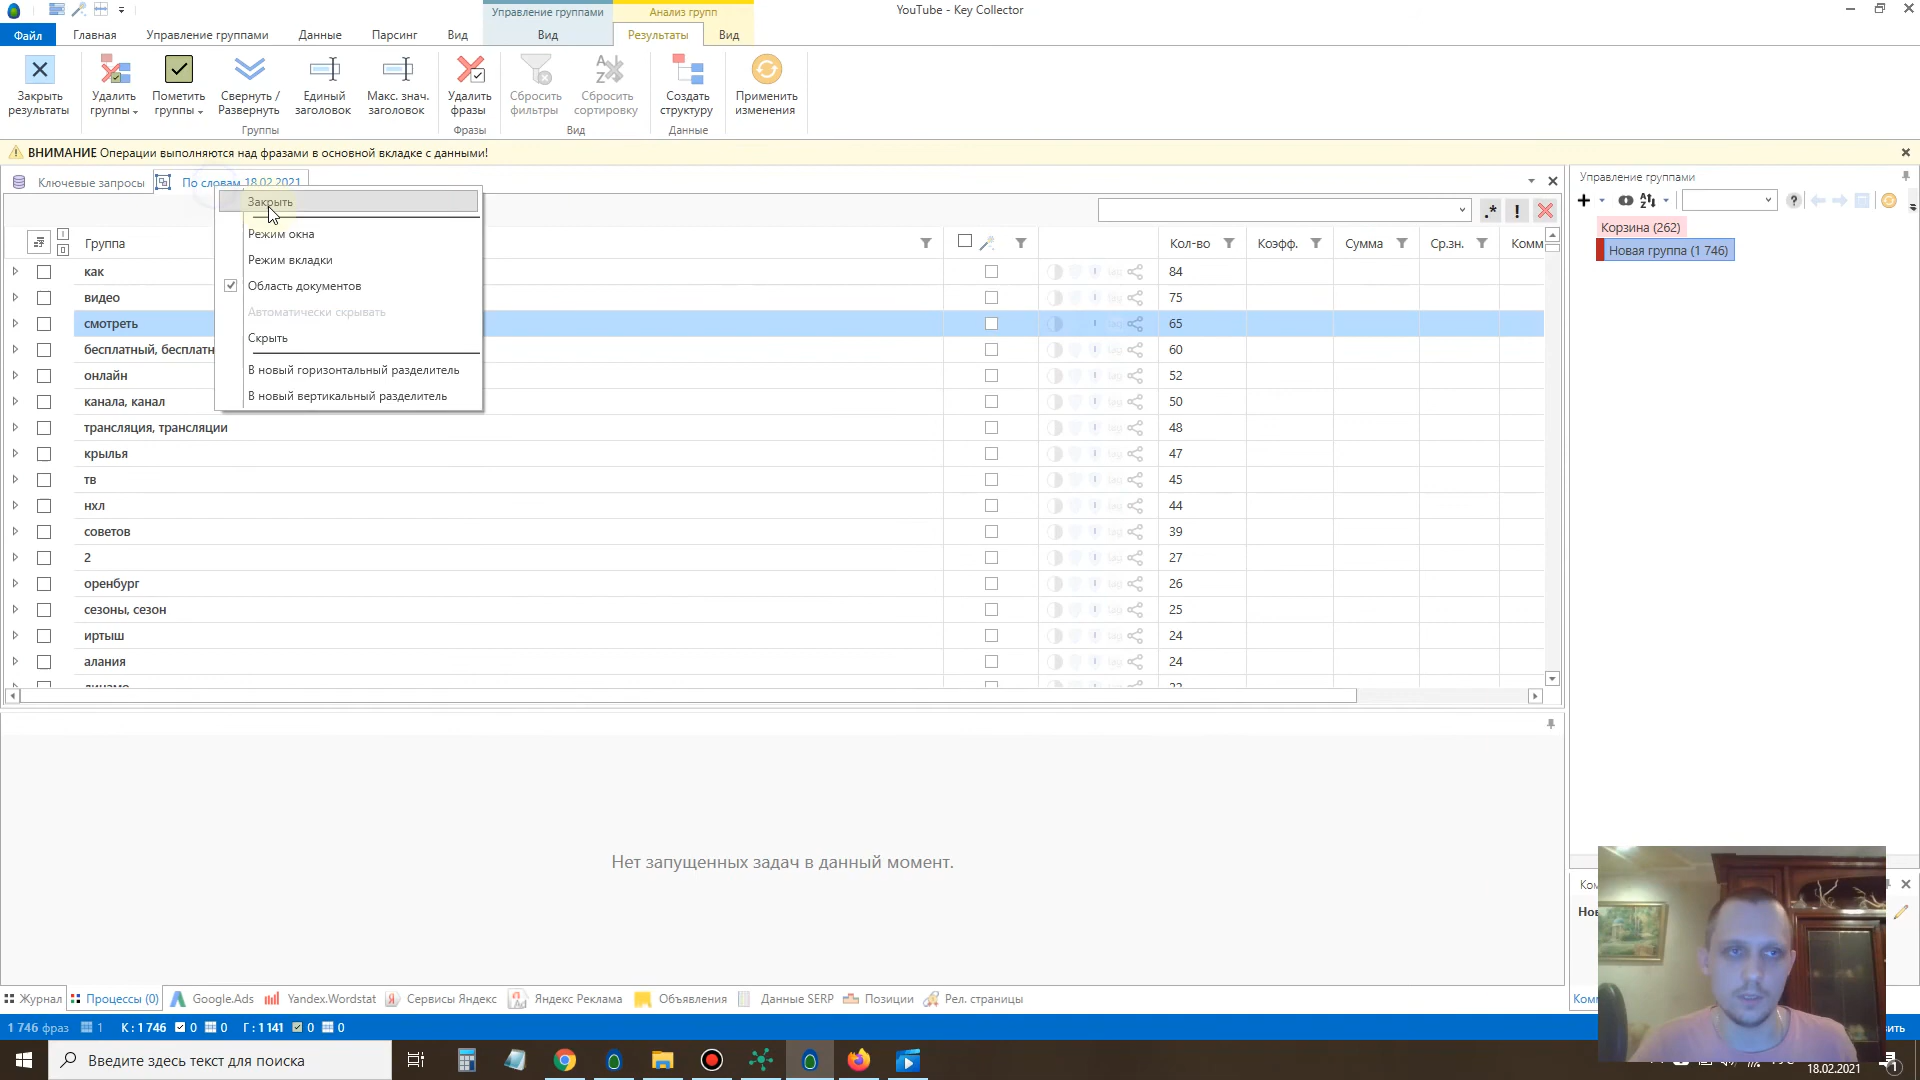 Управление группами
Анализ групп
YouTube - Key Collector
Файл
Главная
Управление группами
Данные
Парсинг
Вид
Вид
Результаты
Вид
Закрыть результаты
Удалить группы
Пометить группы
Свернуть / Развернуть
Единый заголовок
Макс. знач. заголовок
Удалить фразы
Сбросить фильтры
Сбросить сортировку
Создать структуру
Применить изменения
Группы
Фразы
Вид
Данные
ВНИМАНИЕ Операции выполняются над фразами в основной вкладке с данными!
Ключевые запросы
По словам 18.02.2021
Управление группами
Закрыть
Режим окна
Режим вкладки
Область документов
Автоматически скрывать
Скрыть
В новый горизонтальный разделитель
В новый вертикальный разделитель
Корзина (262)
Новая группа (1 746)
Группа
Кол-во
Коэфф.
Сумма
Ср.зн.
Комм
как 84
видео 75
смотреть 65
бесплатный, бесплатн 60
онлайн 52
канала, канал 50
трансляция, трансляции 48
крылья 47
тв 45
нхл 44
советов 39
2 27
оренбург 26
сезоны, сезон 25
иртыш 24
алания 24
Нет запущенных задач в данный момент.
Журнал
Процессы (0)
Google.Ads
Yandex.Wordstat
Сервисы Яндекс
Яндекс Реклама
Объявления
Данные SERP
Позиции
Рел. страницы
1 746 фраз
1
К: 1 746
0
0
Г: 1 141
0
0
Введите здесь текст для поиска
18.02.2021